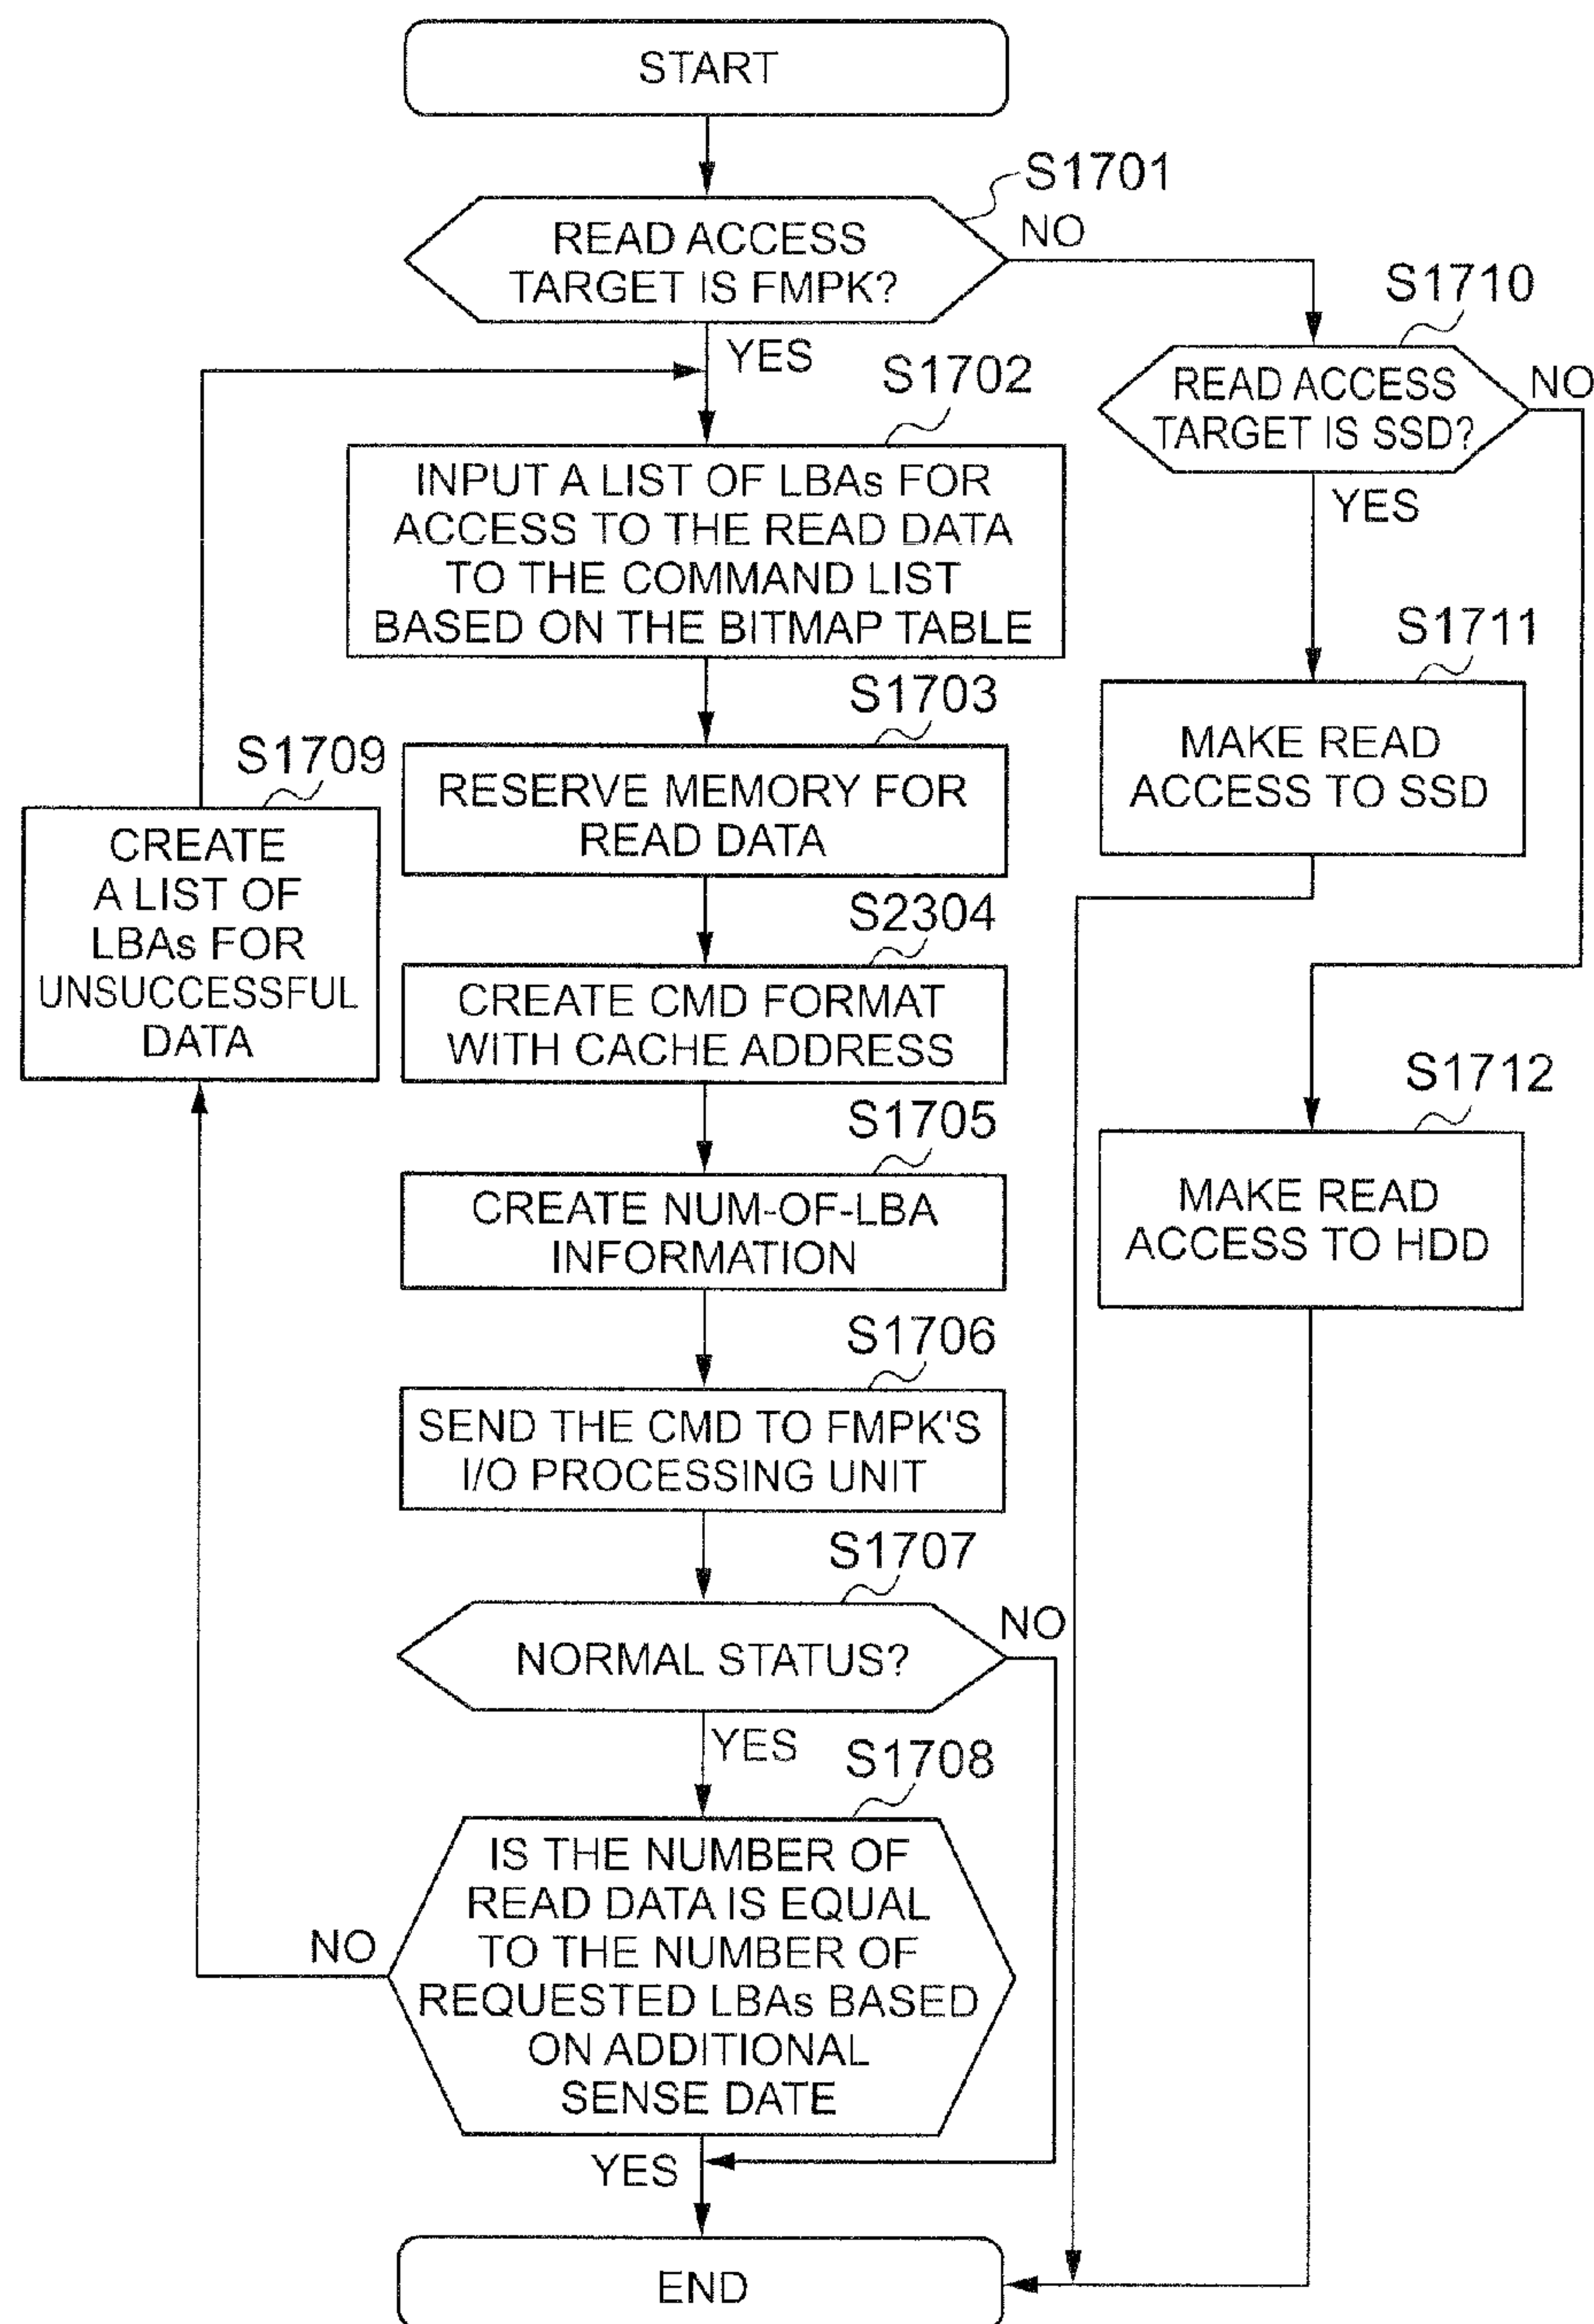 START
S1701
READ ACCESS
TARGET IS FMPK?
NO
YES
S1710
READ ACCESS
TARGET IS SSD?
NO
YES
S1702
INPUT A LIST OF LBAs FOR
ACCESS TO THE READ DATA
TO THE COMMAND LIST
BASED ON THE BITMAP TABLE
S1711
MAKE READ
ACCESS TO SSD
S1703
RESERVE MEMORY FOR
READ DATA
S1709
CREATE
A LIST OF
LBAs FOR
UNSUCCESSFUL
DATA
S2304
CREATE CMD FORMAT
WITH CACHE ADDRESS
S1712
MAKE READ
ACCESS TO HDD
S1705
CREATE NUM-OF-LBA
INFORMATION
S1706
SEND THE CMD TO FMPK'S
I/O PROCESSING UNIT
S1707
NORMAL STATUS?
NO
YES
S1708
IS THE NUMBER OF
READ DATA IS EQUAL
TO THE NUMBER OF
REQUESTED LBAs BASED
ON ADDITIONAL
SENSE DATE
NO
YES
END